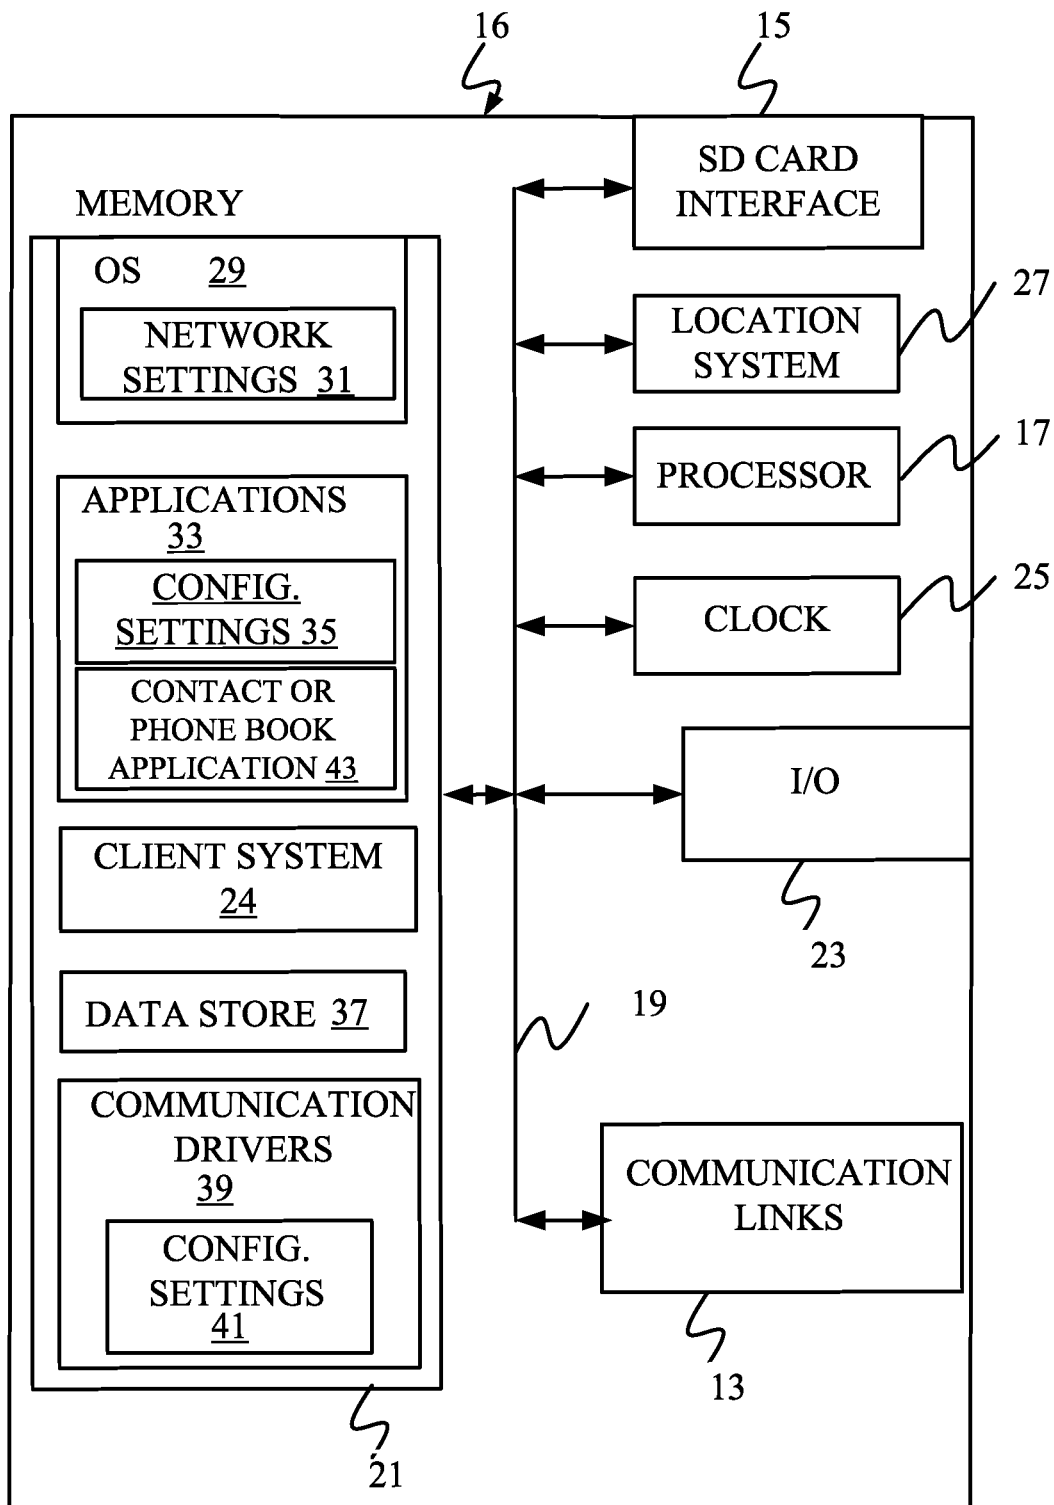 16
15
SD CARD
INTERFACE
MEMORY
OS 29
NETWORK
SETTINGS 31
27
LOCATION
SYSTEM
17
PROCESSOR
APPLICATIONS
33
CONFIG.
SETTINGS 35
25
CLOCK
CONTACT OR
PHONE BOOK
APPLICATION 43
I/O
23
CLIENT SYSTEM
24
DATA STORE 37
19
COMMUNICATION
DRIVERS
39
CONFIG.
SETTINGS
41
COMMUNICATION
LINKS
13
21